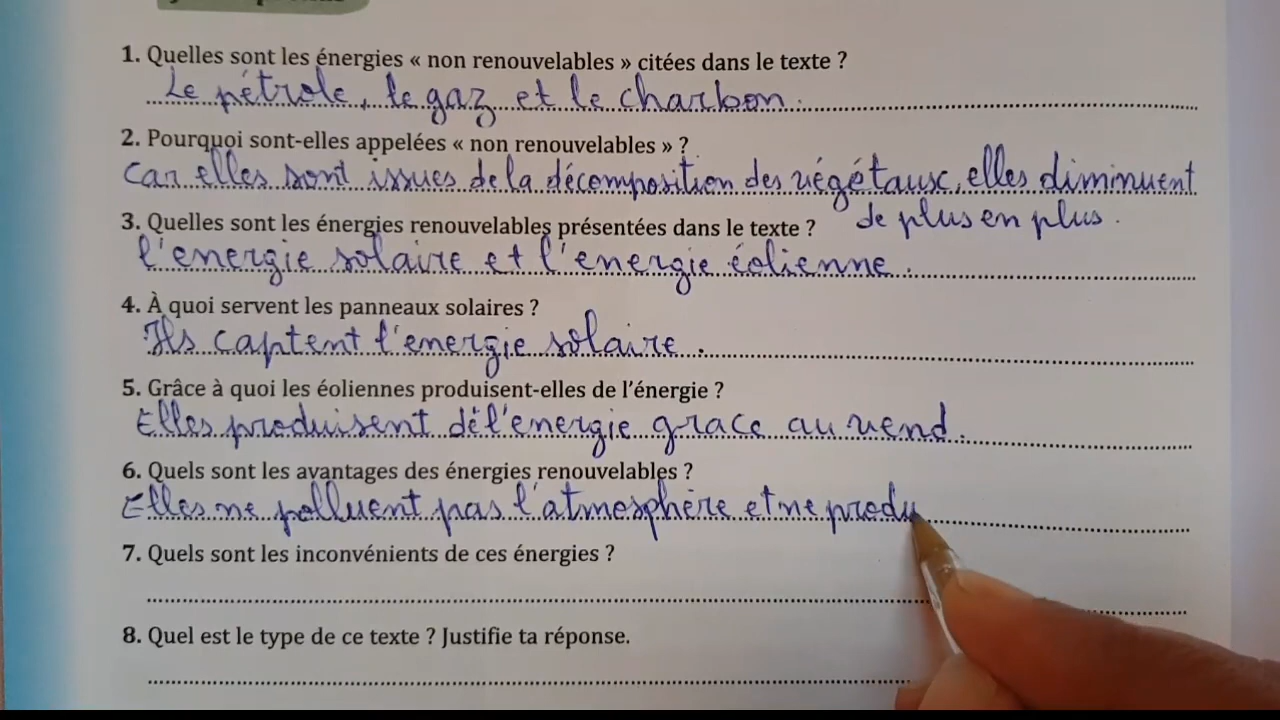 1. Quelles sont les énergies « non renouvelables » citées dans le texte ?
Le pétrole, le gaz et le charbon.
2. Pourquoi sont-elles appelées « non renouvelables » ?
Car elles sont issues de la décomposition des végétaux, elles diminuent
de plus en plus.
3. Quelles sont les énergies renouvelables présentées dans le texte ?
l'energie solaire et l'energie éolienne.
4. À quoi servent les panneaux solaires ?
Ils captent l'energie solaire.
5. Grâce à quoi les éoliennes produisent-elles de l'énergie ?
Elles produisent de l'energie grace au vend.
6. Quels sont les avantages des énergies renouvelables ?
Elles ne polluent pas l'atmosphère et ne produ
7. Quels sont les inconvénients de ces énergies ?
8. Quel est le type de ce texte ? Justifie ta réponse.